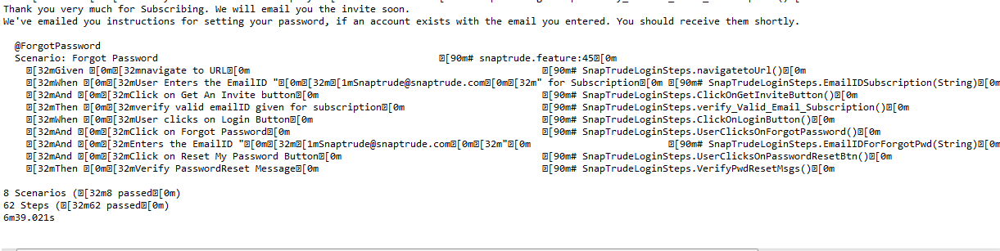 Thank you very much for Subscribing. We will email you the invite soon.
We've emailed you instructions for setting your password, if an account exists with the email you entered. You should receive them shortly.
@ForgotPassword
Scenario: Forgot Password [90m# snaptrude.feature:45[0m
[32mGiven [0m[32mnavigate to URL[0m [90m# SnapTrudeLoginSteps.navigatetoUrl()[0m
[32mWhen [0m[32mUser Enters the EmailID "[0m[32m[1mSnaptrude@snaptrude.com[0m[32m" for Subscription[0m [90m# SnapTrudeLoginSteps.EmailIDSubscription(String)[0m
[32mAnd [0m[32mClick on Get An Invite button[0m [90m# SnapTrudeLoginSteps.ClickOnGetInviteButton()[0m
[32mThen [0m[32mverify valid emailID given for subscription[0m [90m# SnapTrudeLoginSteps.verify_Valid_Email_Subscription()[0m
[32mWhen [0m[32mUser clicks on Login Button[0m [90m# SnapTrudeLoginSteps.ClickOnLoginButton()[0m
[32mAnd [0m[32mClick on Forgot Password[0m [90m# SnapTrudeLoginSteps.UserClicksOnForgotPassword()[0m
[32mAnd [0m[32mEnters the EmailID "[0m[32m[1mSnaptrude@snaptrude.com[0m[32m"[0m [90m# SnapTrudeLoginSteps.EmailIDForForgotPwd(String)[0m
[32mAnd [0m[32mClick on Reset My Password Button[0m [90m# SnapTrudeLoginSteps.UserClicksOnPasswordResetBtn()[0m
[32mThen [0m[32mVerify PasswordReset Message[0m [90m# SnapTrudeLoginSteps.VerifyPwdResetMsgs()[0m
8 Scenarios ([32m8 passed[0m)
62 Steps ([32m62 passed[0m)
6m39.021s